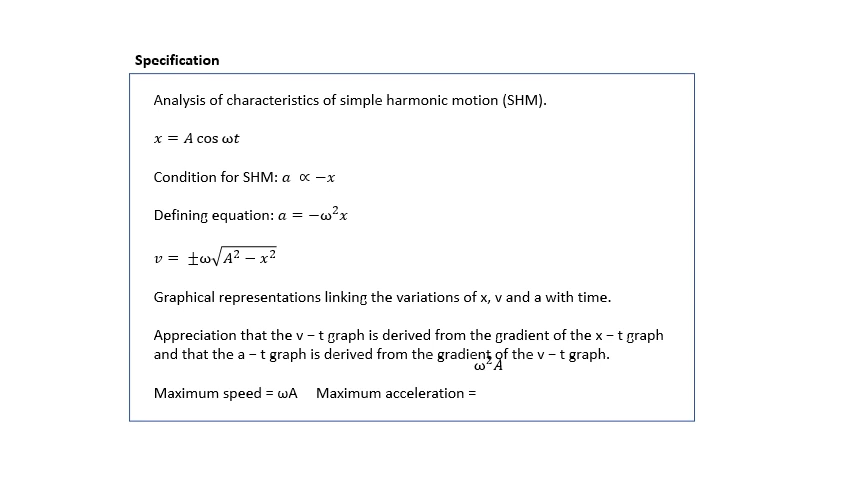 Specification
Analysis of characteristics of simple harmonic motion (SHM).
x = A cos ωt
Condition for SHM: a ∝ −x
Defining equation: a = −ω²x
v = ±ω√(A² − x²)
Graphical representations linking the variations of x, v and a with time.
Appreciation that the v − t graph is derived from the gradient of the x − t graph
and that the a − t graph is derived from the gradient of the v − t graph.
ω²A
Maximum speed = ωA Maximum acceleration =